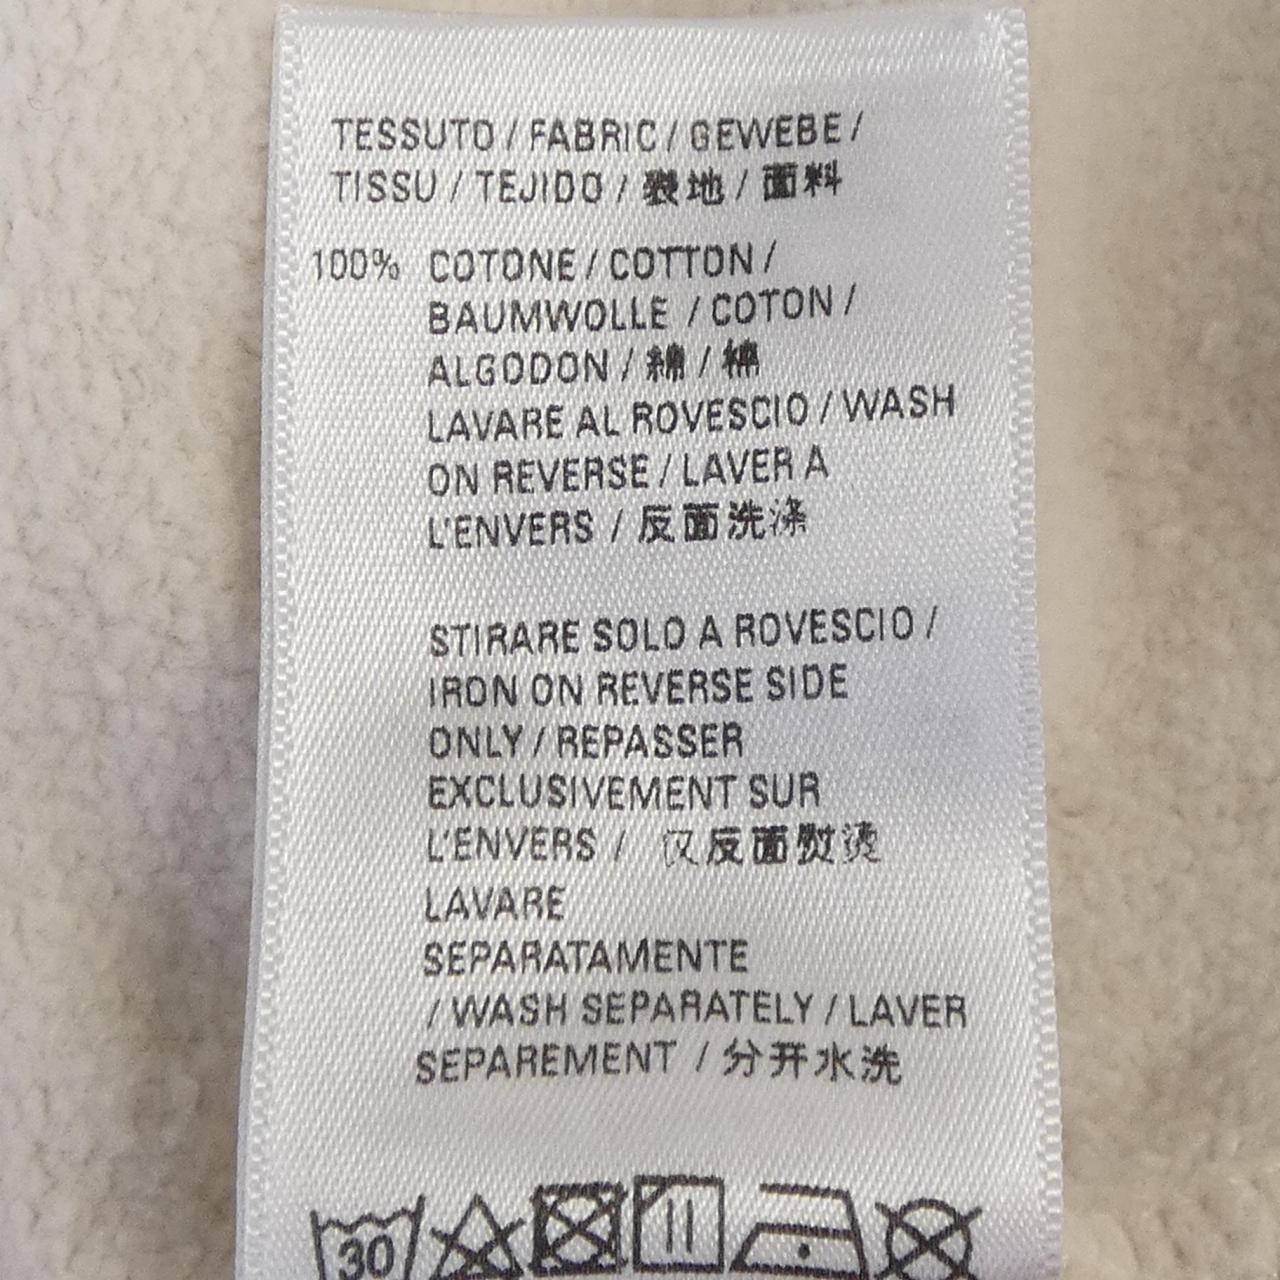 TESSUTO / FABRIC / GEWEBE /
TISSU / TEJIDO / 表地 / 面料
100% COTONE / COTTON /
BAUMWOLLE / COTON /
ALGODON / 綿 / 棉
LAVARE AL ROVESCIO / WASH
ON REVERSE / LAVER A
L'ENVERS / 反面洗涤
STIRARE SOLO A ROVESCIO /
IRON ON REVERSE SIDE
ONLY / REPASSER
EXCLUSIVEMENT SUR
L'ENVERS / 仅反面熨烫
LAVARE
SEPARATAMENTE
/ WASH SEPARATELY / LAVER
SEPAREMENT / 分开水洗
30